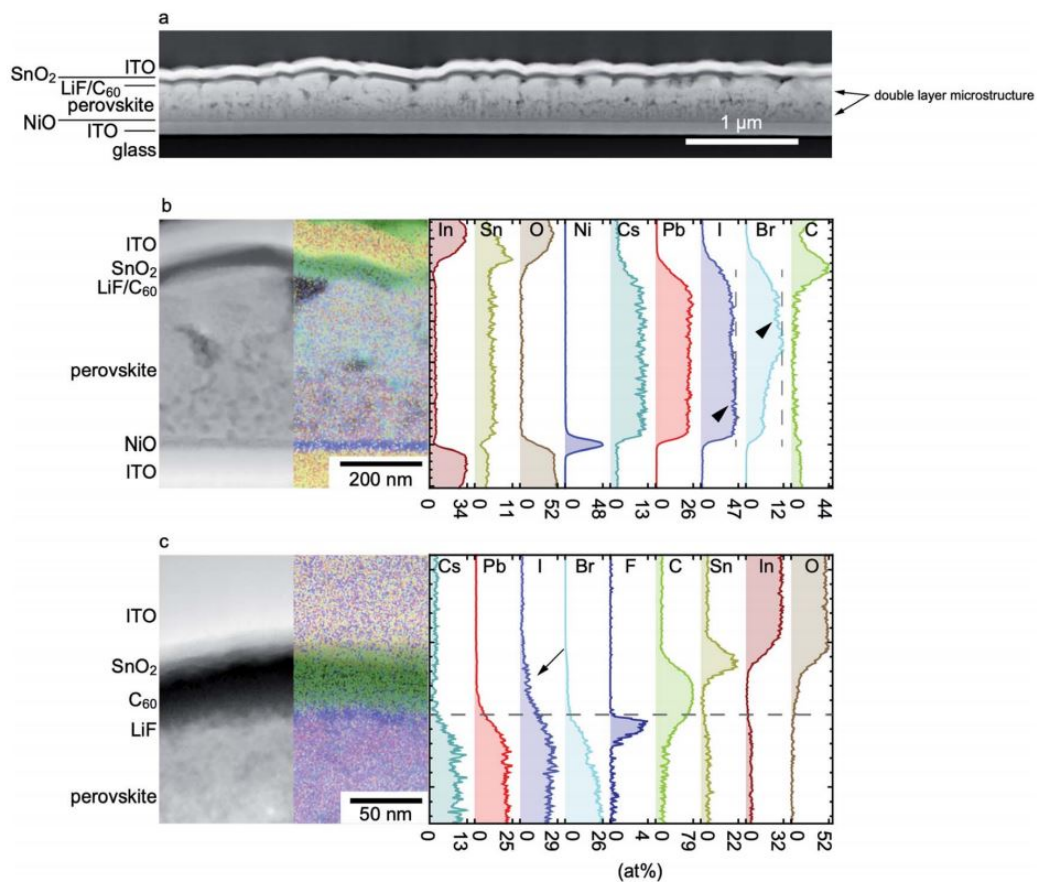 a
ITO
SnO₂
LiF/C₆₀
perovskite
NiO
ITO
glass
double layer microstructure
1 µm
b
ITO
SnO₂
LiF/C₆₀
perovskite
NiO
ITO
200 nm
In Sn O Ni Cs Pb I Br C
0 34 0 11 0 52 0 48 0 13 0 26 0 47 0 12 0 44
c
ITO
SnO₂
C₆₀
LiF
perovskite
50 nm
Cs Pb I Br F C Sn In O
0 13 0 25 0 29 0 26 0 4 0 79 0 22 0 32 0 52
(at%)